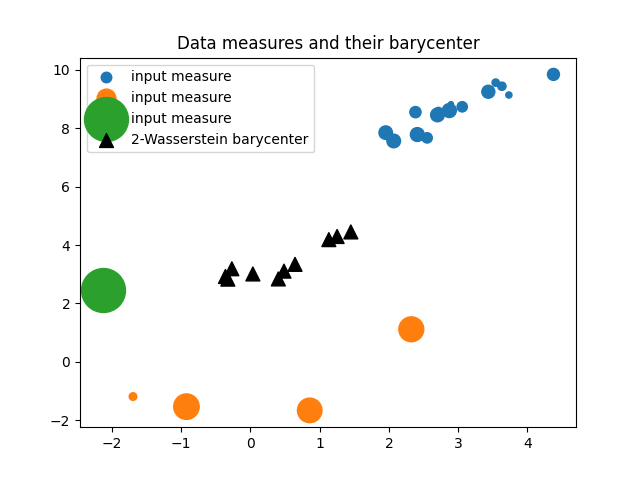 Data measures and their barycenter
input measure
input measure
input measure
2-Wasserstein barycenter
10
8
6
4
2
0
−2
−2 −1 0 1 2 3 4